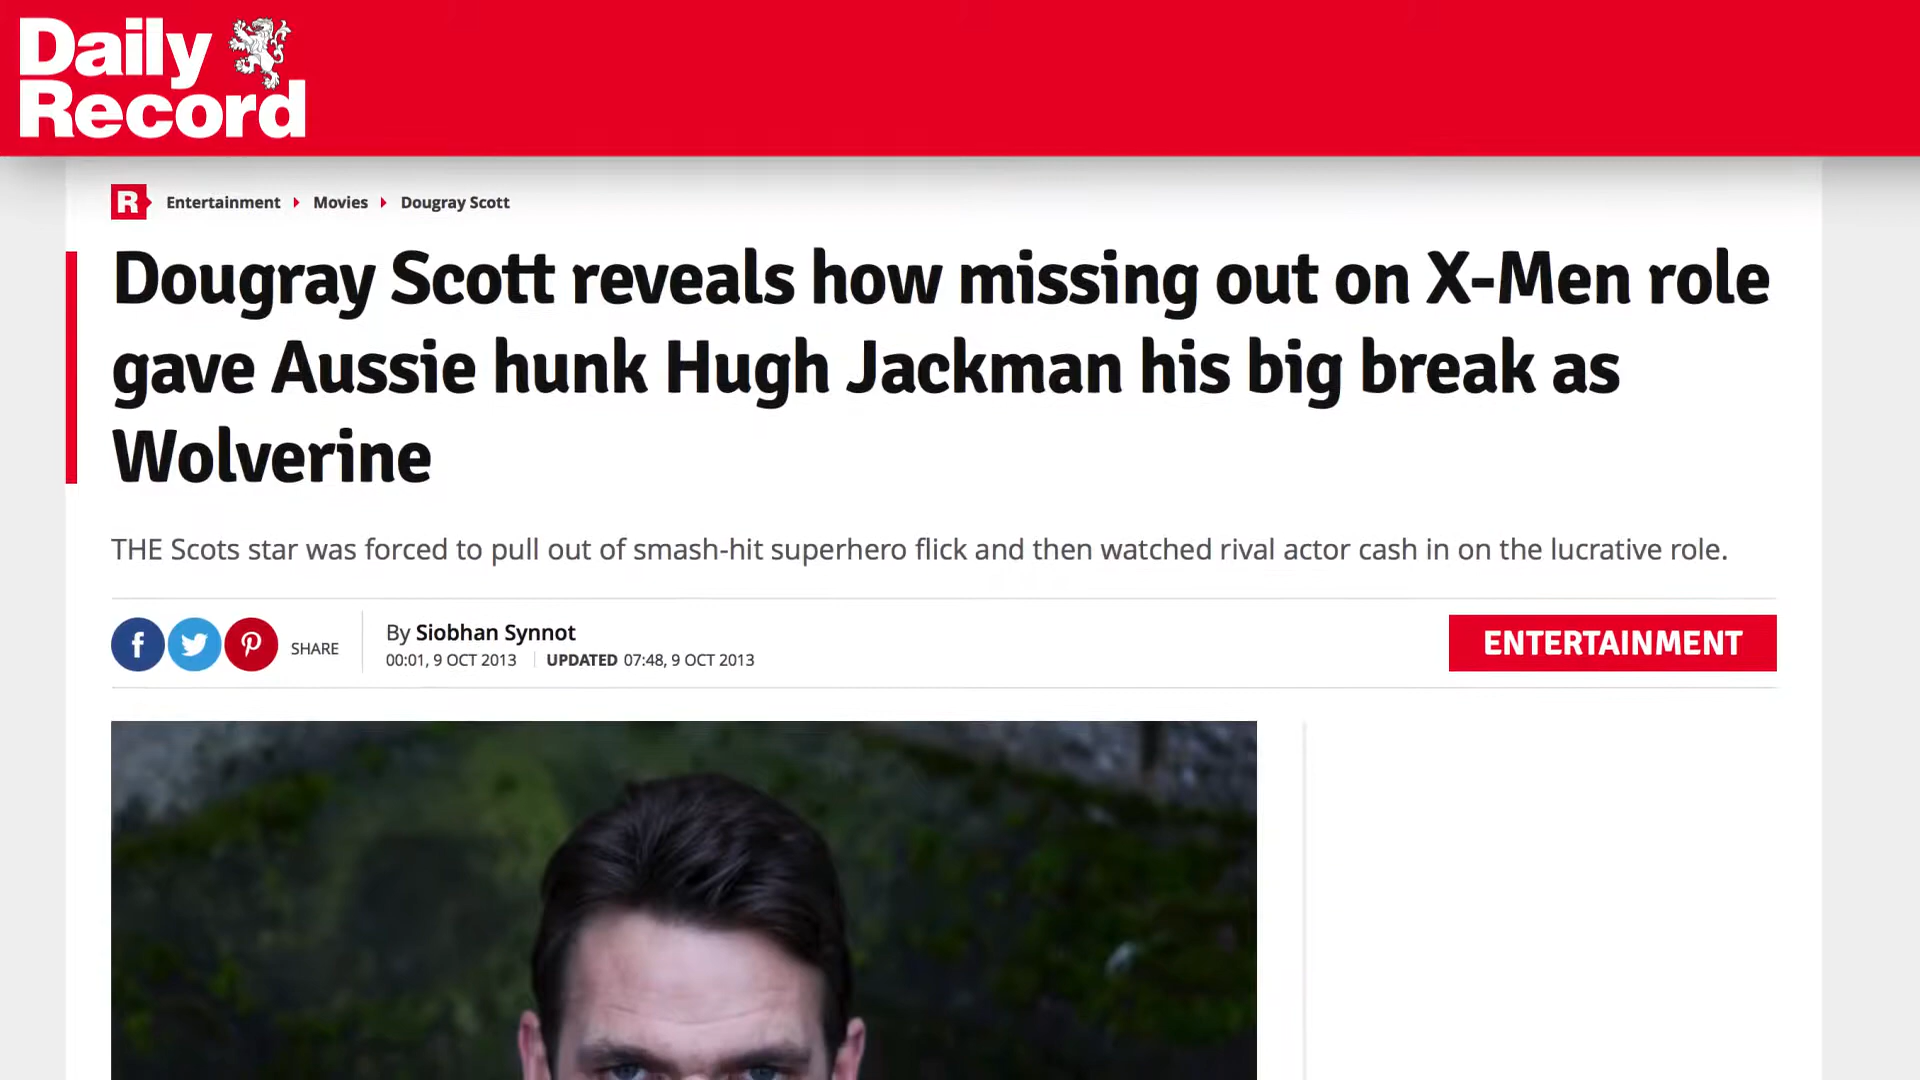 Daily
Record
R Entertainment Movies Dougray Scott
Dougray Scott reveals how missing out on X-Men role
gave Aussie hunk Hugh Jackman his big break as
Wolverine
THE Scots star was forced to pull out of smash-hit superhero flick and then watched rival actor cash in on the lucrative role.
SHARE
By Siobhan Synnot
00:01, 9 OCT 2013 UPDATED 07:48, 9 OCT 2013
ENTERTAINMENT